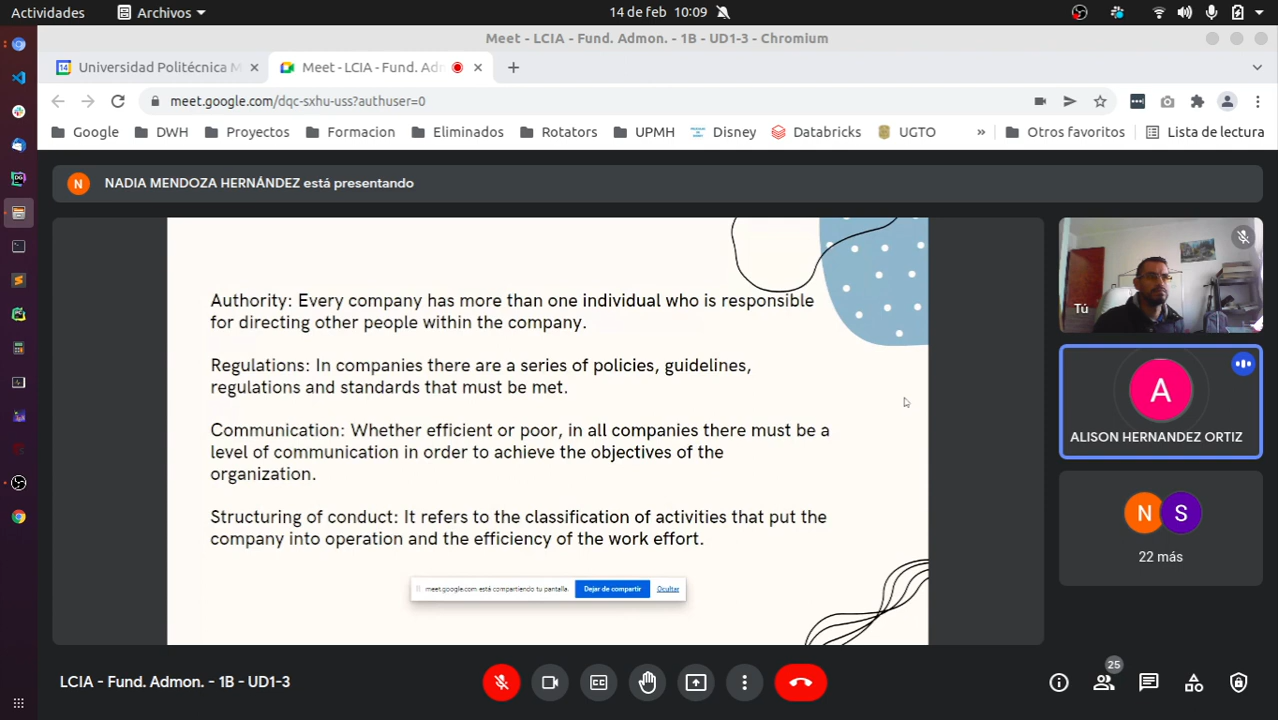 Actividades
Archivos
14 de feb 10:09
Meet - LCIA - Fund. Admon. - 1B - UD1-3 - Chromium
14
Universidad Politécnica M
Meet - LCIA - Fund. Adm
meet.google.com/dqc-sxhu-uss?authuser=0
Google
DWH
Proyectos
Formacion
Eliminados
Rotators
UPMH
Disney
Databricks
UGTO
»
Otros favoritos
Lista de lectura
N
NADIA MENDOZA HERNÁNDEZ está presentando
Authority: Every company has more than one individual who is responsible
for directing other people within the company.
Regulations: In companies there are a series of policies, guidelines,
regulations and standards that must be met.
Communication: Whether efficient or poor, in all companies there must be a
level of communication in order to achieve the objectives of the
organization.
Structuring of conduct: It refers to the classification of activities that put the
company into operation and the efficiency of the work effort.
meet.google.com está compartiendo tu pantalla.
Dejar de compartir
Ocultar
Tú
A
ALISON HERNANDEZ ORTIZ
N
S
22 más
LCIA - Fund. Admon. - 1B - UD1-3
25